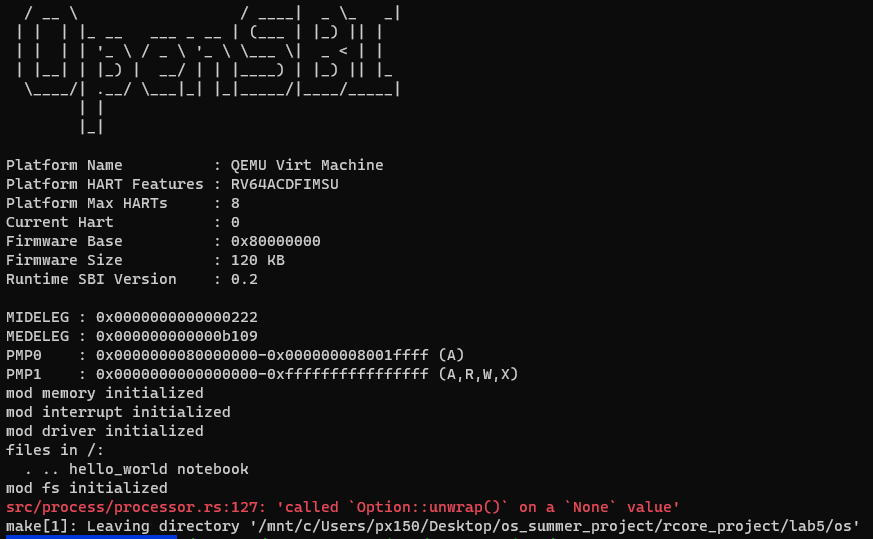 / __ \                  / ____|  _ \_   _|
 | |  | |_ __   ___ _ __ | (___ | |_) || |
 | |  | | '_ \ / _ \ '_ \ \___ \|  _ < | |
 | |__| | |_) |  __/ | | |____) | |_) || |_
  \____/| .__/ \___|_| |_|_____/|____/_____|
        | |
        |_|
Platform Name          : QEMU Virt Machine
Platform HART Features : RV64ACDFIMSU
Platform Max HARTs     : 8
Current Hart           : 0
Firmware Base          : 0x80000000
Firmware Size          : 120 KB
Runtime SBI Version    : 0.2
MIDELEG : 0x0000000000000222
MEDELEG : 0x000000000000b109
PMP0    : 0x0000000080000000-0x000000008001ffff (A)
PMP1    : 0x0000000000000000-0xffffffffffffffff (A,R,W,X)
mod memory initialized
mod interrupt initialized
mod driver initialized
files in /:
  . .. hello_world notebook
mod fs initialized
src/process/processor.rs:127: 'called `Option::unwrap()` on a `None` value'
make[1]: Leaving directory '/mnt/c/Users/px150/Desktop/os_summer_project/rcore_project/lab5/os'